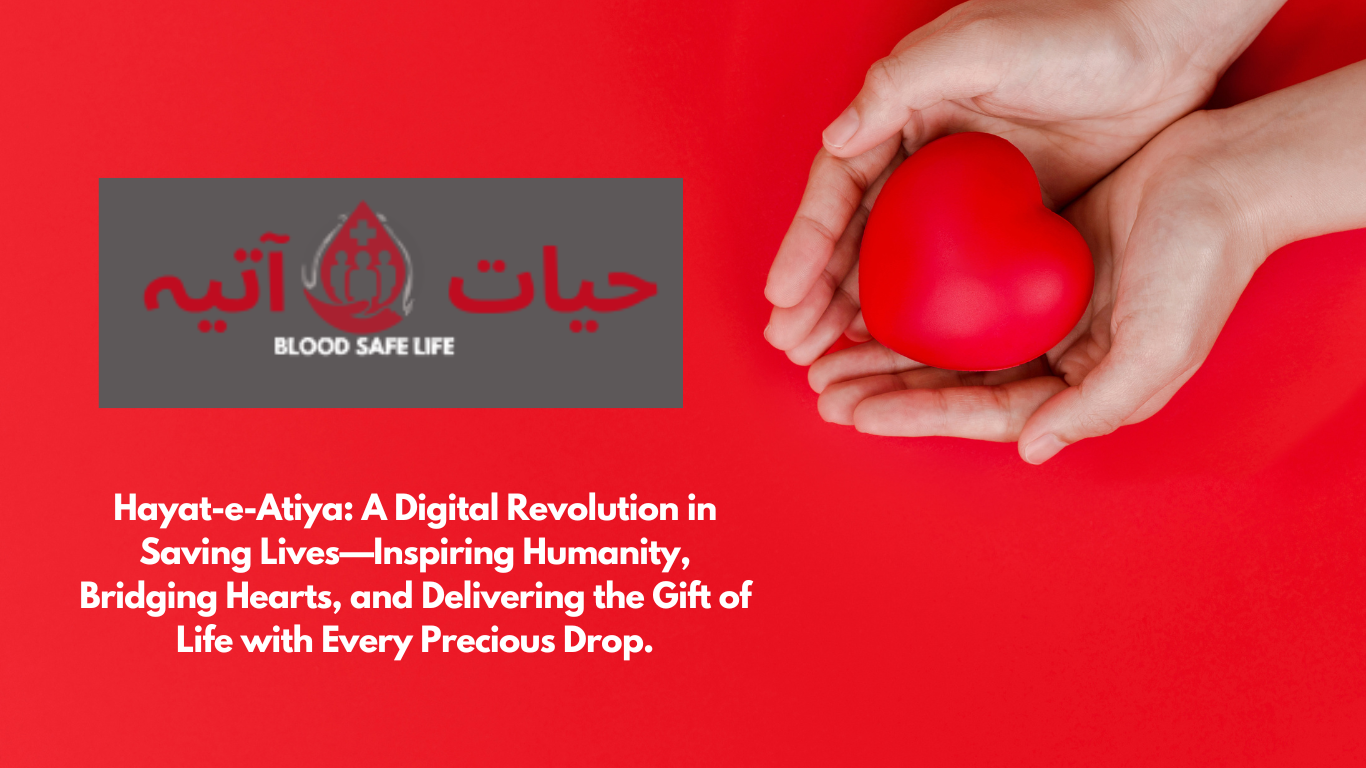 حیات آتیہ
BLOOD SAFE LIFE
Hayat-e-Atiya: A Digital Revolution in
Saving Lives—Inspiring Humanity,
Bridging Hearts, and Delivering the Gift of
Life with Every Precious Drop.